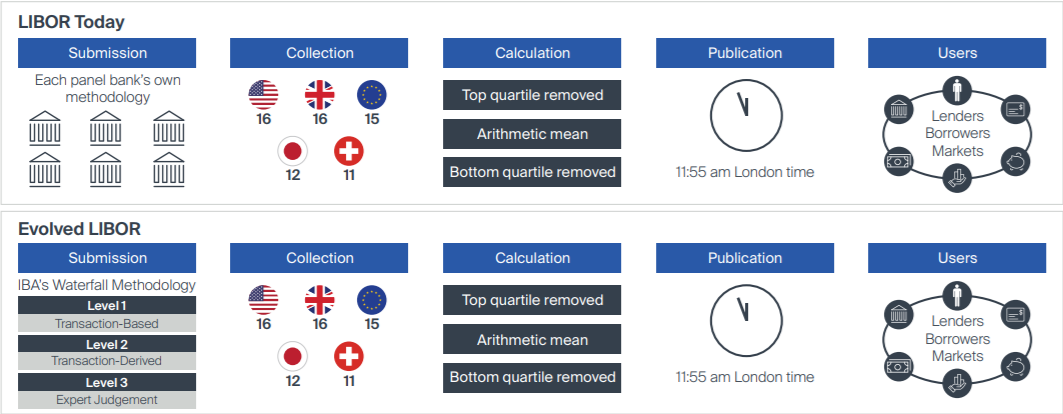 LIBOR Today
Submission
Collection
Calculation
Publication
Users
Each panel bank's own
methodology
16
16
15
12
11
Top quartile removed
Arithmetic mean
Bottom quartile removed
11:55 am London time
Lenders
Borrowers
Markets
Evolved LIBOR
Submission
Collection
Calculation
Publication
Users
IBA's Waterfall Methodology
Level 1
Transaction-Based
Level 2
Transaction-Derived
Level 3
Expert Judgement
16
16
15
12
11
Top quartile removed
Arithmetic mean
Bottom quartile removed
11:55 am London time
Lenders
Borrowers
Markets